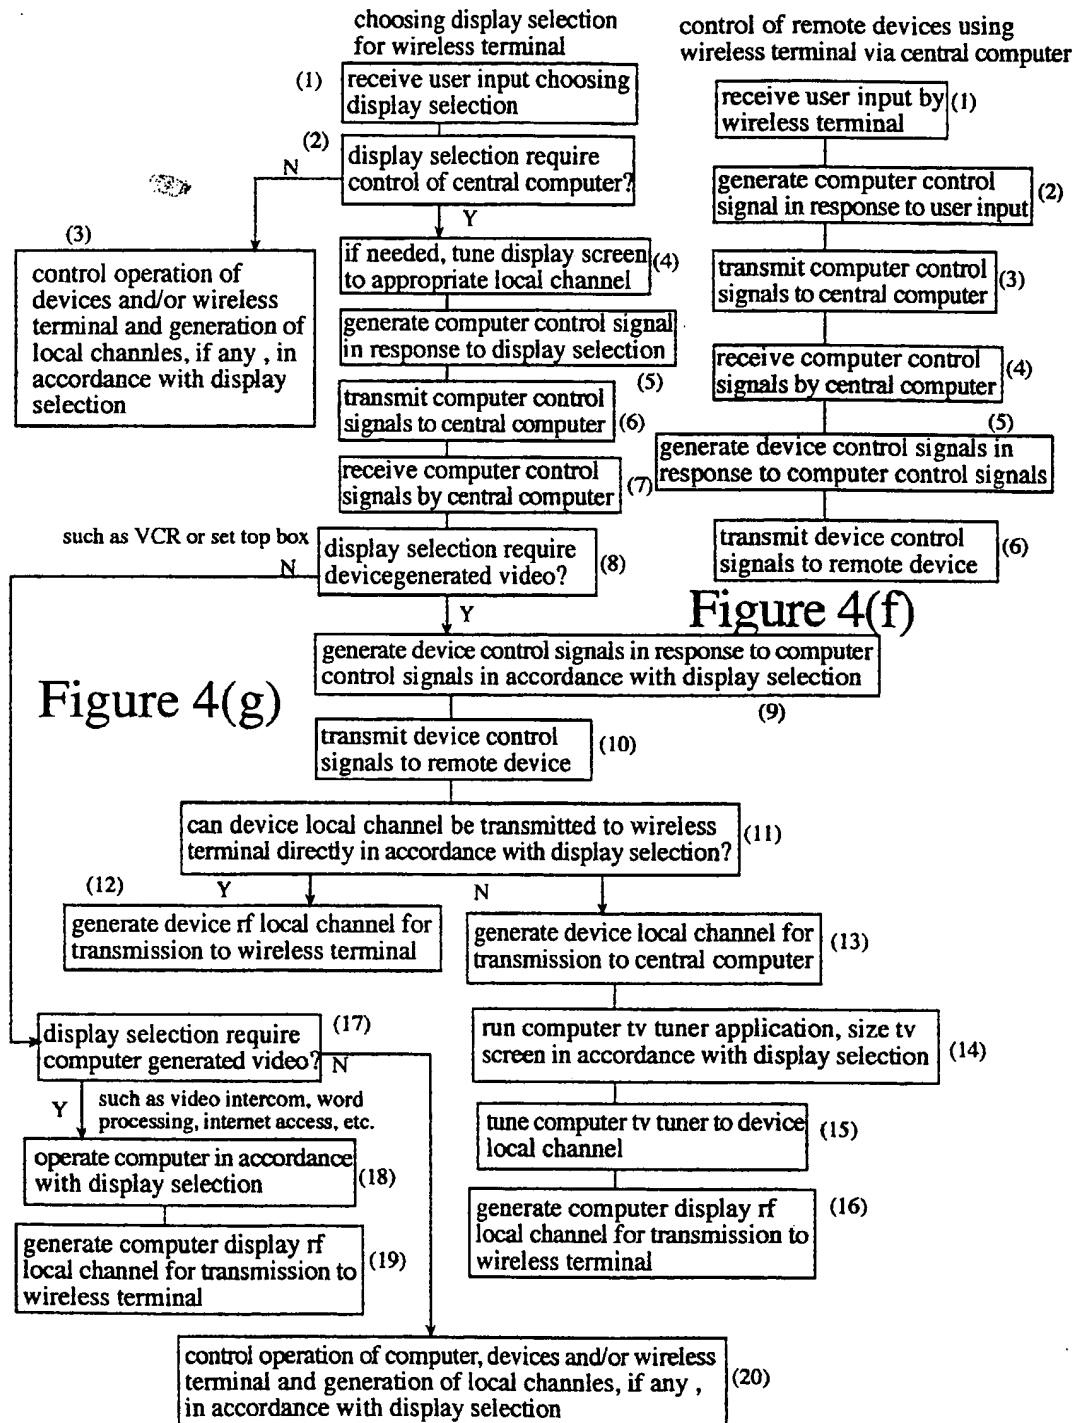 choosing display selection
for wireless terminal
(1)
receive user input choosing
display selection
(2)
display selection require
control of central computer?
N
Y
(3)
control operation of
devices and/or wireless
terminal and generation of
local channles, if any , in
accordance with display
selection
if needed, tune display screen
to appropriate local channel
(4)
generate computer control signal
in response to display selection
(5)
transmit computer control
signals to central computer
(6)
receive computer control
signals by central computer
(7)
such as VCR or set top box
N
display selection require
devicegenerated video?
(8)
Y
generate device control signals in response to computer
control signals in accordance with display selection
(9)
Figure 4(g)
transmit device control
signals to remote device
(10)
can device local channel be transmitted to wireless
terminal directly in accordance with display selection?
(11)
(12)
Y
N
generate device rf local channel for
transmission to wireless terminal
generate device local channel for
transmission to central computer
(13)
run computer tv tuner application, size tv
screen in accordance with display selection
(14)
tune computer tv tuner to device
local channel
(15)
generate computer display rf
local channel for transmission to
wireless terminal
(16)
display selection require
computer generated video?
(17)
N
Y
such as video intercom, word
processing, internet access, etc.
operate computer in accordance
with display selection
(18)
generate computer display rf
local channel for transmission to
wireless terminal
(19)
control operation of computer, devices and/or wireless
terminal and generation of local channles, if any ,
in accordance with display selection
(20)
control of remote devices using
wireless terminal via central computer
receive user input by
wireless terminal
(1)
generate computer control
signal in response to user input
(2)
transmit computer control
signals to central computer
(3)
receive computer control
signals by central computer
(4)
(5)
generate device control signals in
response to computer control signals
transmit device control
signals to remote device
(6)
Figure 4(f)